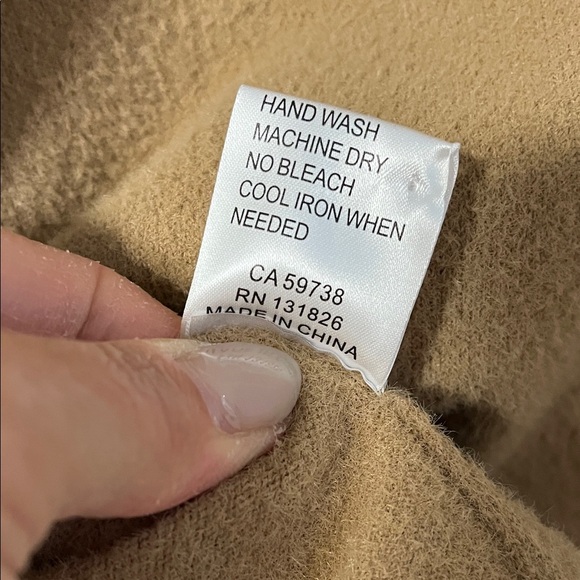 HAND WASH
MACHINE DRY
NO BLEACH
COOL IRON WHEN
NEEDED
CA 59738
RN 131826
MADE IN CHINA